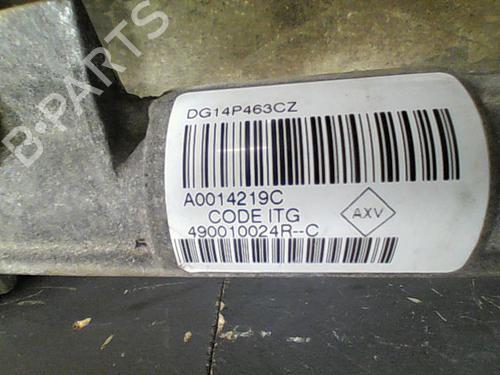 B-PARTS
DG14P463CZ
A0014219C
CODE ITG
AXV
490010024R--C